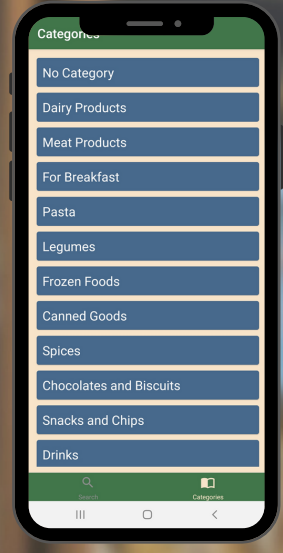 Categories
No Category
Dairy Products
Meat Products
For Breakfast
Pasta
Legumes
Frozen Foods
Canned Goods
Spices
Chocolates and Biscuits
Snacks and Chips
Drinks
Search
Categories